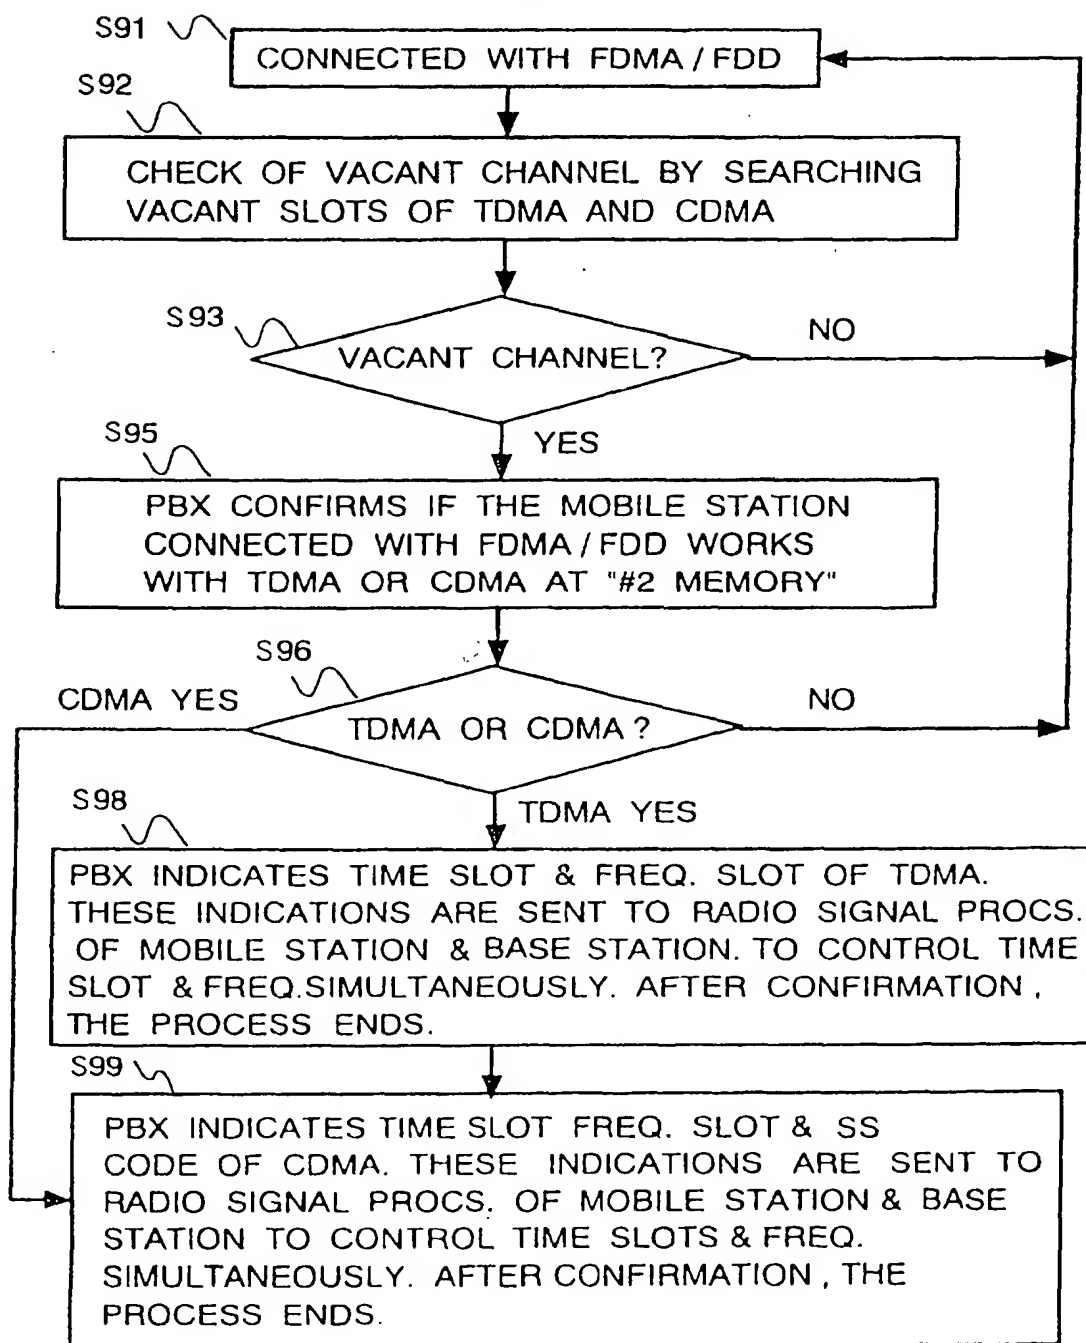 S91
CONNECTED WITH FDMA / FDD
S92
CHECK OF VACANT CHANNEL BY SEARCHING
VACANT SLOTS OF TDMA AND CDMA
S93
VACANT CHANNEL?
NO
YES
S95
PBX CONFIRMS IF THE MOBILE STATION
CONNECTED WITH FDMA / FDD WORKS
WITH TDMA OR CDMA AT "#2 MEMORY"
S96
CDMA YES
TDMA OR CDMA ?
NO
TDMA YES
S98
PBX INDICATES TIME SLOT & FREQ. SLOT OF TDMA.
THESE INDICATIONS ARE SENT TO RADIO SIGNAL PROCS.
OF MOBILE STATION & BASE STATION. TO CONTROL TIME
SLOT & FREQ.SIMULTANEOUSLY. AFTER CONFIRMATION ,
THE PROCESS ENDS.
S99
PBX INDICATES TIME SLOT FREQ. SLOT & SS
CODE OF CDMA. THESE INDICATIONS ARE SENT TO
RADIO SIGNAL PROCS. OF MOBILE STATION & BASE
STATION TO CONTROL TIME SLOTS & FREQ.
SIMULTANEOUSLY. AFTER CONFIRMATION , THE
PROCESS ENDS.